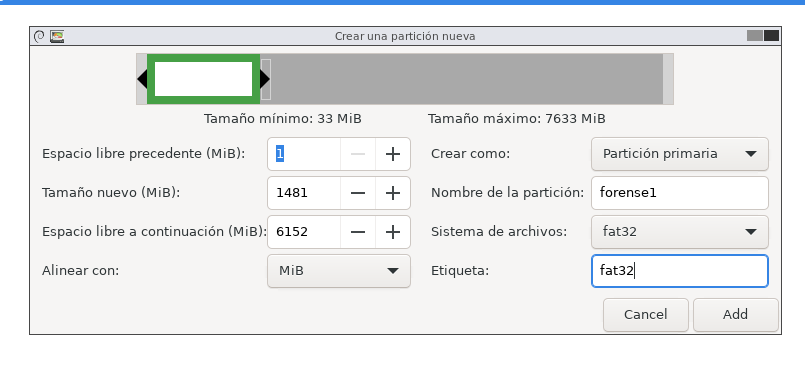 Crear una partición nueva
Tamaño mínimo: 33 MiB Tamaño máximo: 7633 MiB
Espacio libre precedente (MiB): 1 Crear como: Partición primaria
Tamaño nuevo (MiB): 1481 Nombre de la partición: forense1
Espacio libre a continuación (MiB): 6152 Sistema de archivos: fat32
Alinear con: MiB Etiqueta: fat32
Cancel Add